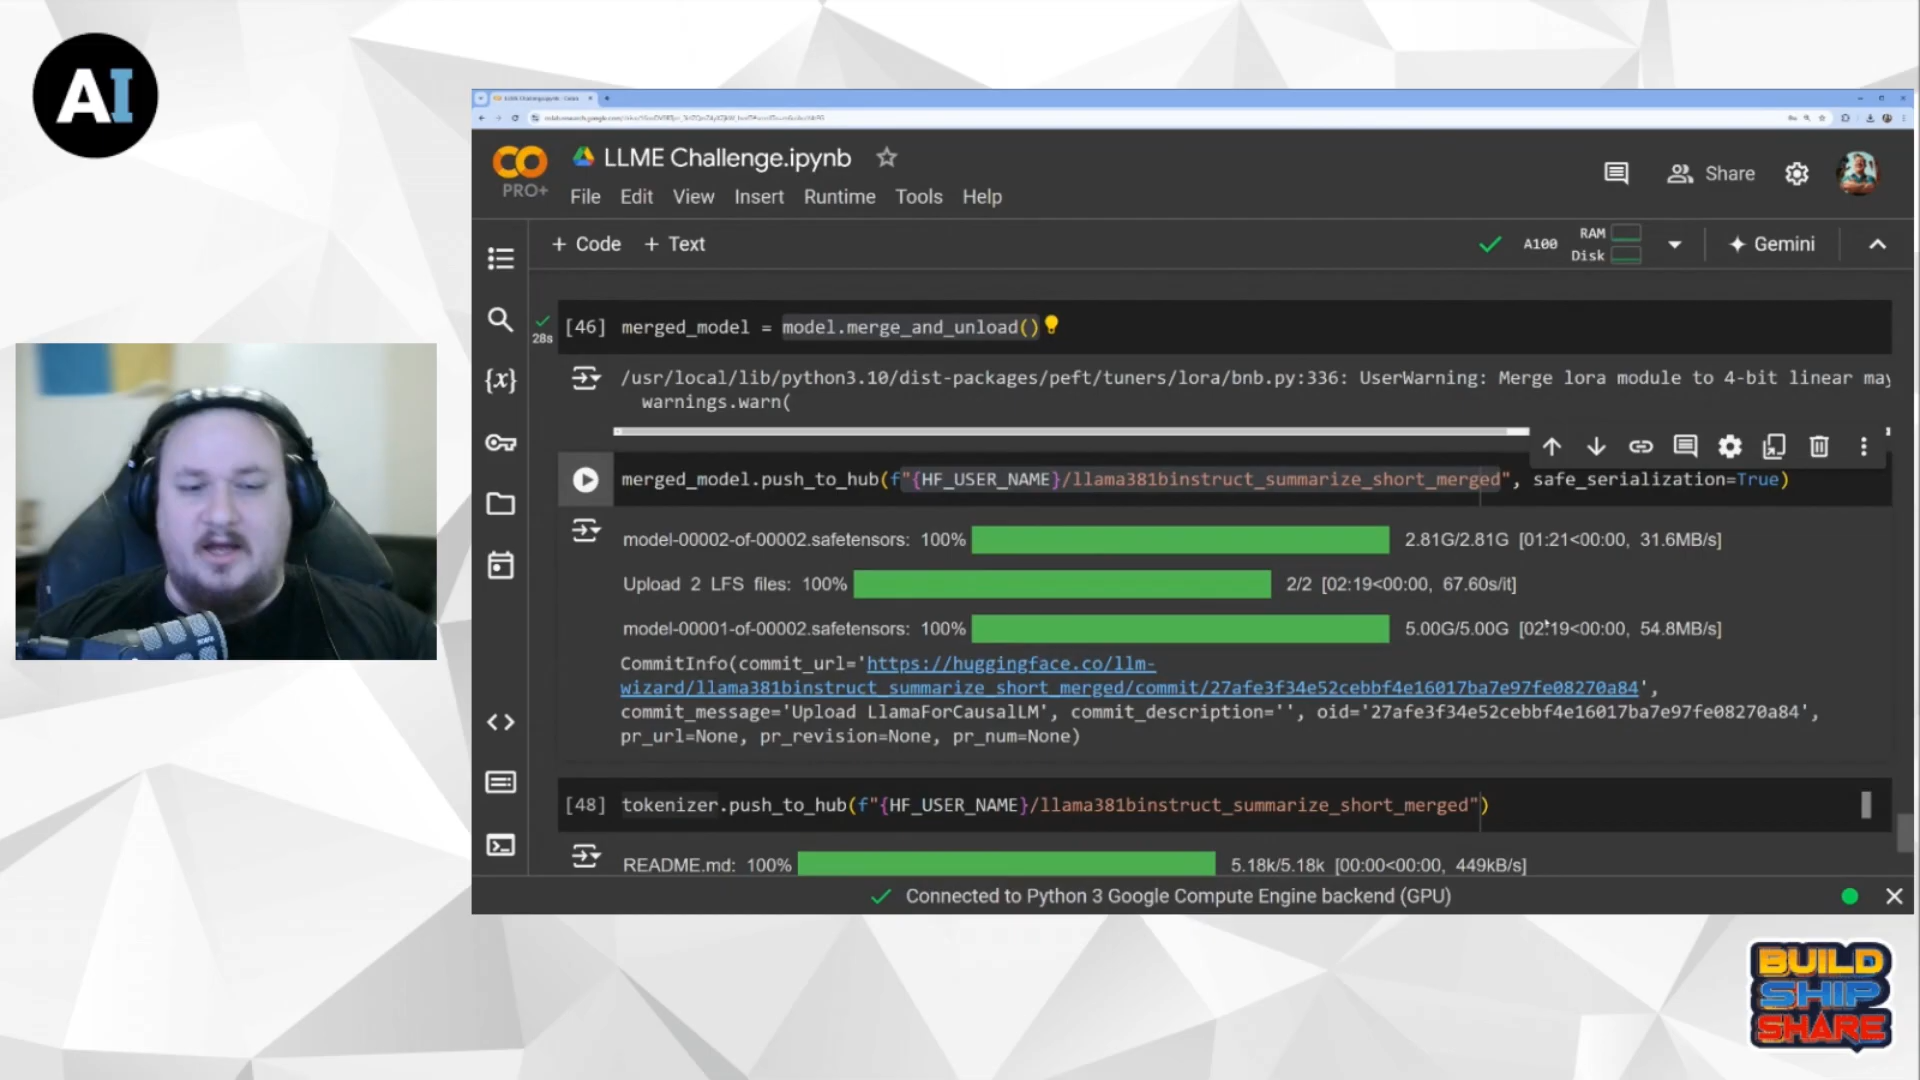 AI
LLME Challenge.ipynb - Colab
CO
PRO+
LLME Challenge.ipynb
Share
File Edit View Insert Runtime Tools Help
+ Code + Text
A100
RAM
Disk
Gemini
28s
[46] merged_model = model.merge_and_unload()
/usr/local/lib/python3.10/dist-packages/peft/tuners/lora/bnb.py:336: UserWarning: Merge lora module to 4-bit linear may
warnings.warn(
{x}
merged_model.push_to_hub(f"{HF_USER_NAME}/llama381binstruct_summarize_short_merged", safe_serialization=True)
model-00002-of-00002.safetensors: 100% 2.81G/2.81G [01:21<00:00, 31.6MB/s]
Upload 2 LFS files: 100% 2/2 [02:19<00:00, 67.60s/it]
model-00001-of-00002.safetensors: 100% 5.00G/5.00G [02:19<00:00, 54.8MB/s]
CommitInfo(commit_url='https://huggingface.co/llm-
wizard/llama381binstruct_summarize_short_merged/commit/27afe3f34e52cebbf4e16017ba7e97fe08270a84',
commit_message='Upload LlamaForCausalLM', commit_description='', oid='27afe3f34e52cebbf4e16017ba7e97fe08270a84',
pr_url=None, pr_revision=None, pr_num=None)
[48] tokenizer.push_to_hub(f"{HF_USER_NAME}/llama381binstruct_summarize_short_merged")
README.md: 100% 5.18k/5.18k [00:00<00:00, 449kB/s]
Connected to Python 3 Google Compute Engine backend (GPU)
BUILD
SHIP
SHARE